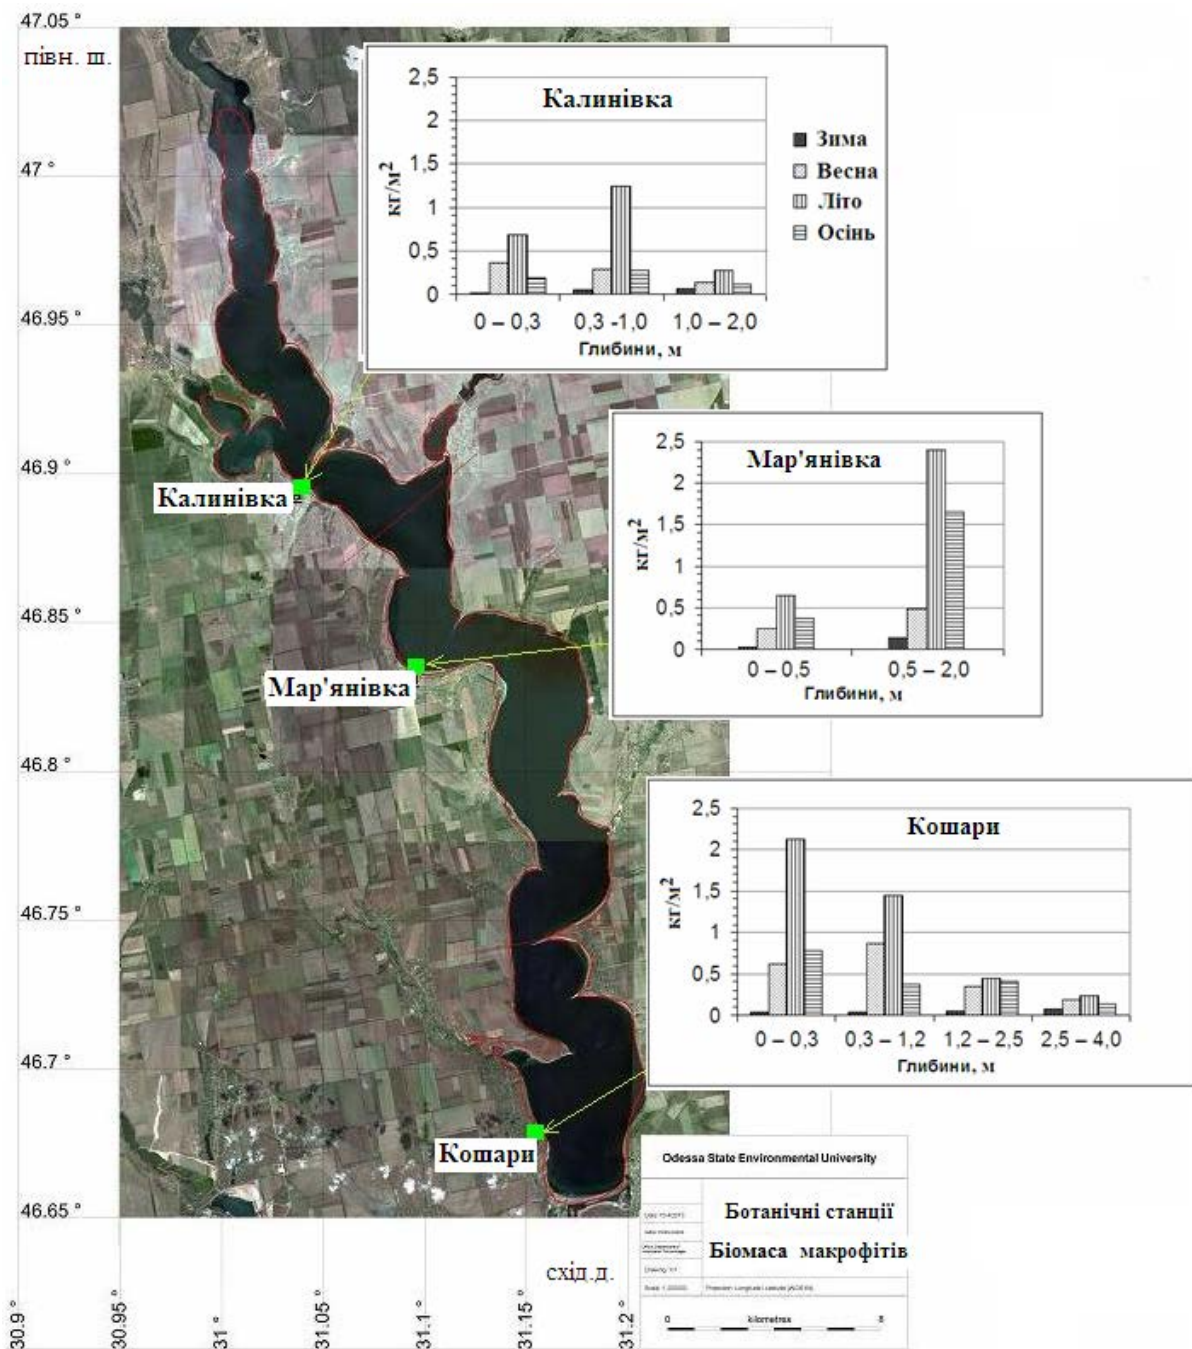 47.05 °
півн. ш.
47 °
46.95 °
46.9 °
46.85 °
46.8 °
46.75 °
46.7 °
46.65 °
2,5
2
1,5
1
0,5
0
кг/м²
Калинівка
0 – 0,3
0,3 -1,0
1,0 – 2,0
Глибини, м
Зима
Весна
Літо
Осінь
2,5
2
1,5
1
0,5
0
кг/м²
Мар'янівка
0 – 0,5
0,5 – 2,0
Глибини, м
2,5
2
1,5
1
0,5
0
кг/м²
Кошари
0 – 0,3
0,3 – 1,2
1,2 – 2,5
2,5 – 4,0
Глибини, м
Калинівка
Мар'янівка
Кошари
Odessa State Environmental University
Ботанічні станції
Біомаса макрофітів
0 kilometres 8
схід.д.
30.9 °
30.95 °
31 °
31.05 °
31.1 °
31.15 °
31.2 °